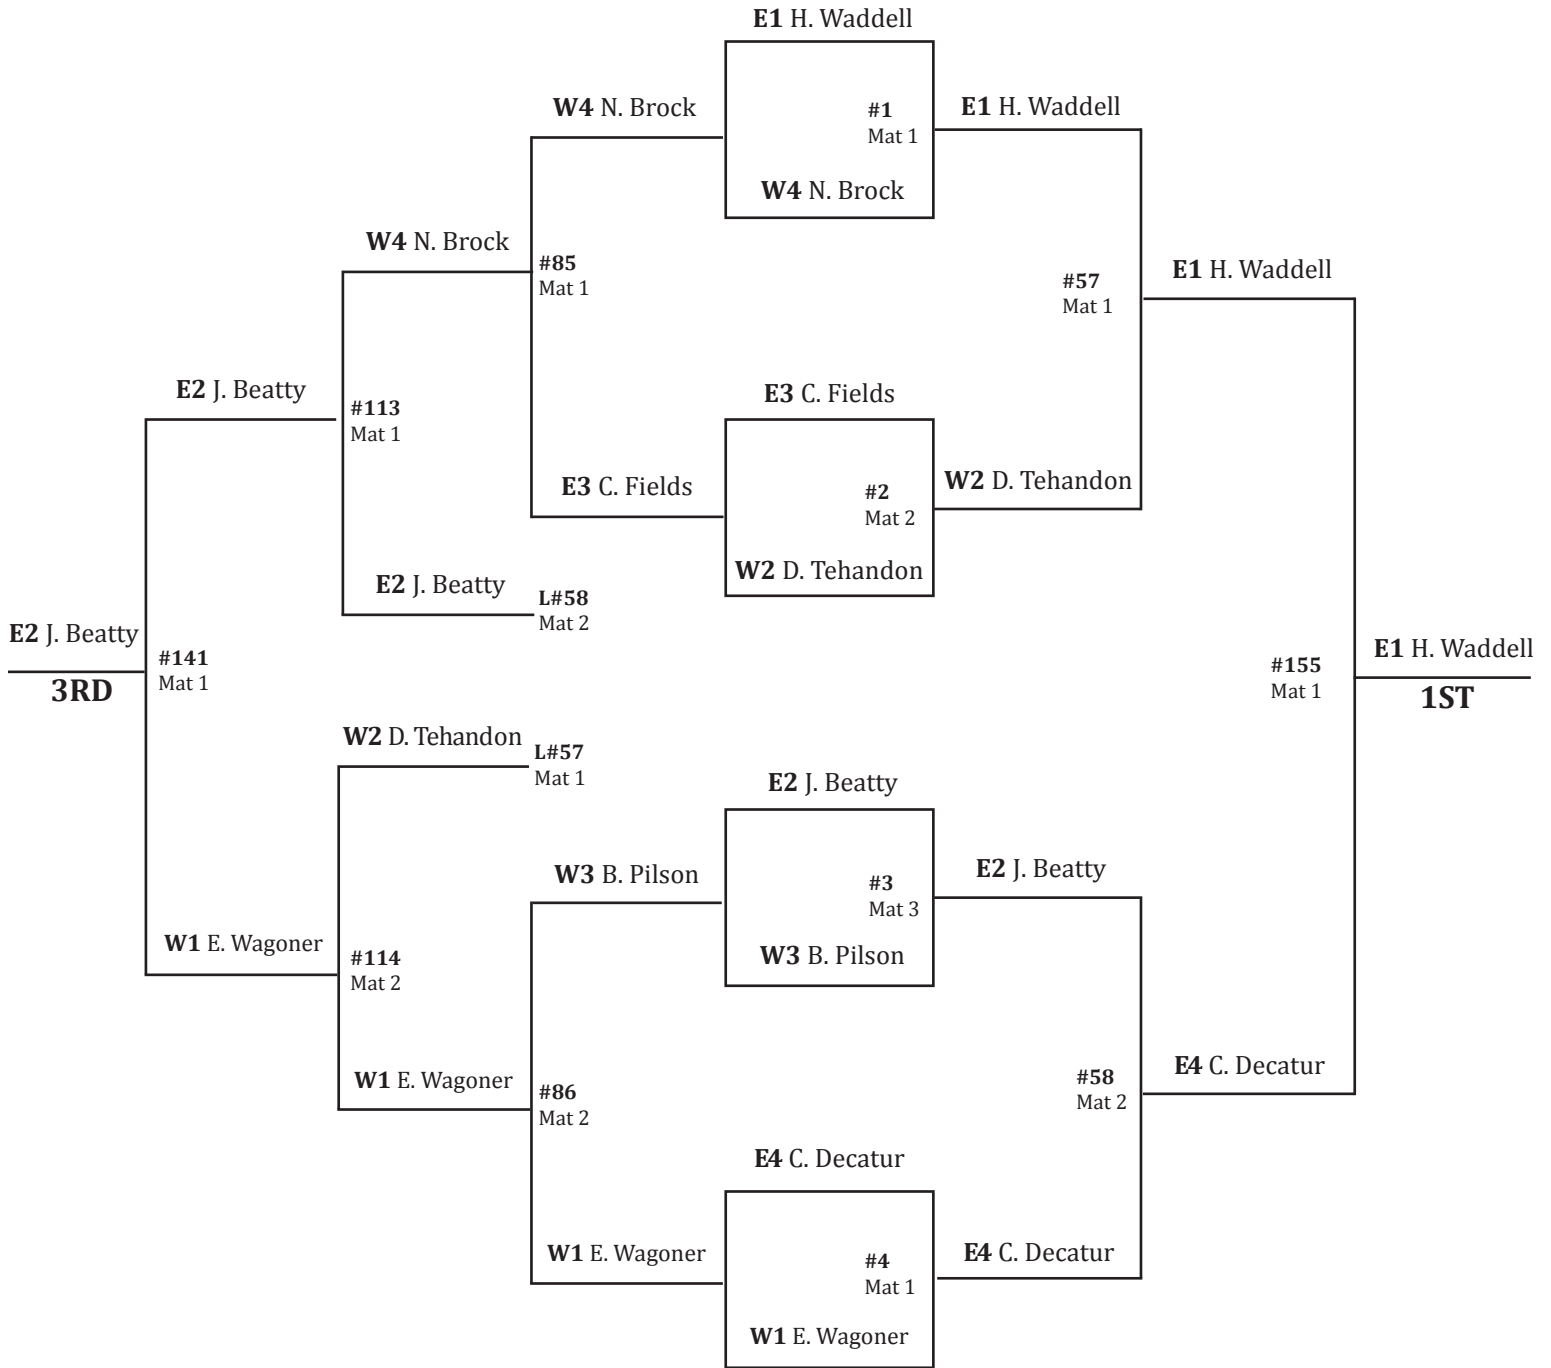 E1 H. Waddell
W4 N. Brock
#1
Mat 1
E1 H. Waddell
W4 N. Brock
W4 N. Brock
#85
Mat 1
#57
Mat 1
E1 H. Waddell
E2 J. Beatty
#113
Mat 1
E3 C. Fields
E3 C. Fields
#2
Mat 2
W2 D. Tehandon
W2 D. Tehandon
E2 J. Beatty
L#58
Mat 2
E2 J. Beatty
3RD
#141
Mat 1
#155
Mat 1
E1 H. Waddell
1ST
W2 D. Tehandon
L#57
Mat 1
E2 J. Beatty
W3 B. Pilson
#3
Mat 3
E2 J. Beatty
W3 B. Pilson
W1 E. Wagoner
#114
Mat 2
W1 E. Wagoner
#86
Mat 2
#58
Mat 2
E4 C. Decatur
E4 C. Decatur
W1 E. Wagoner
#4
Mat 1
E4 C. Decatur
W1 E. Wagoner